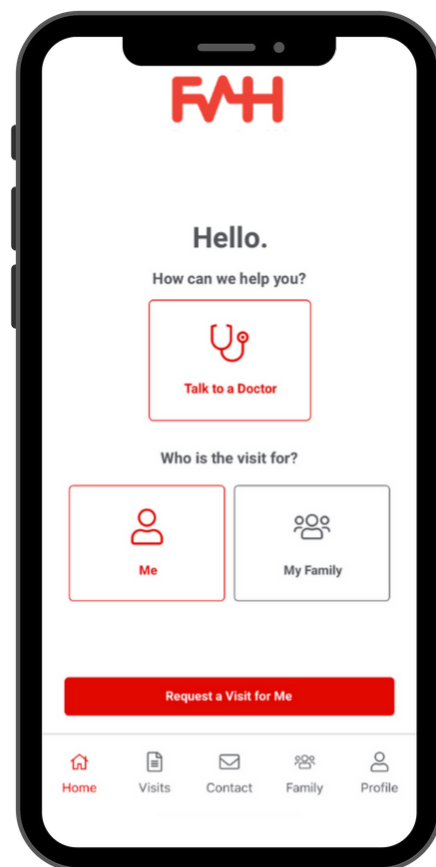 FAH
Hello.
How can we help you?
Talk to a Doctor
Who is the visit for?
Me
My Family
Request a Visit for Me
Home Visits Contact Family Profile